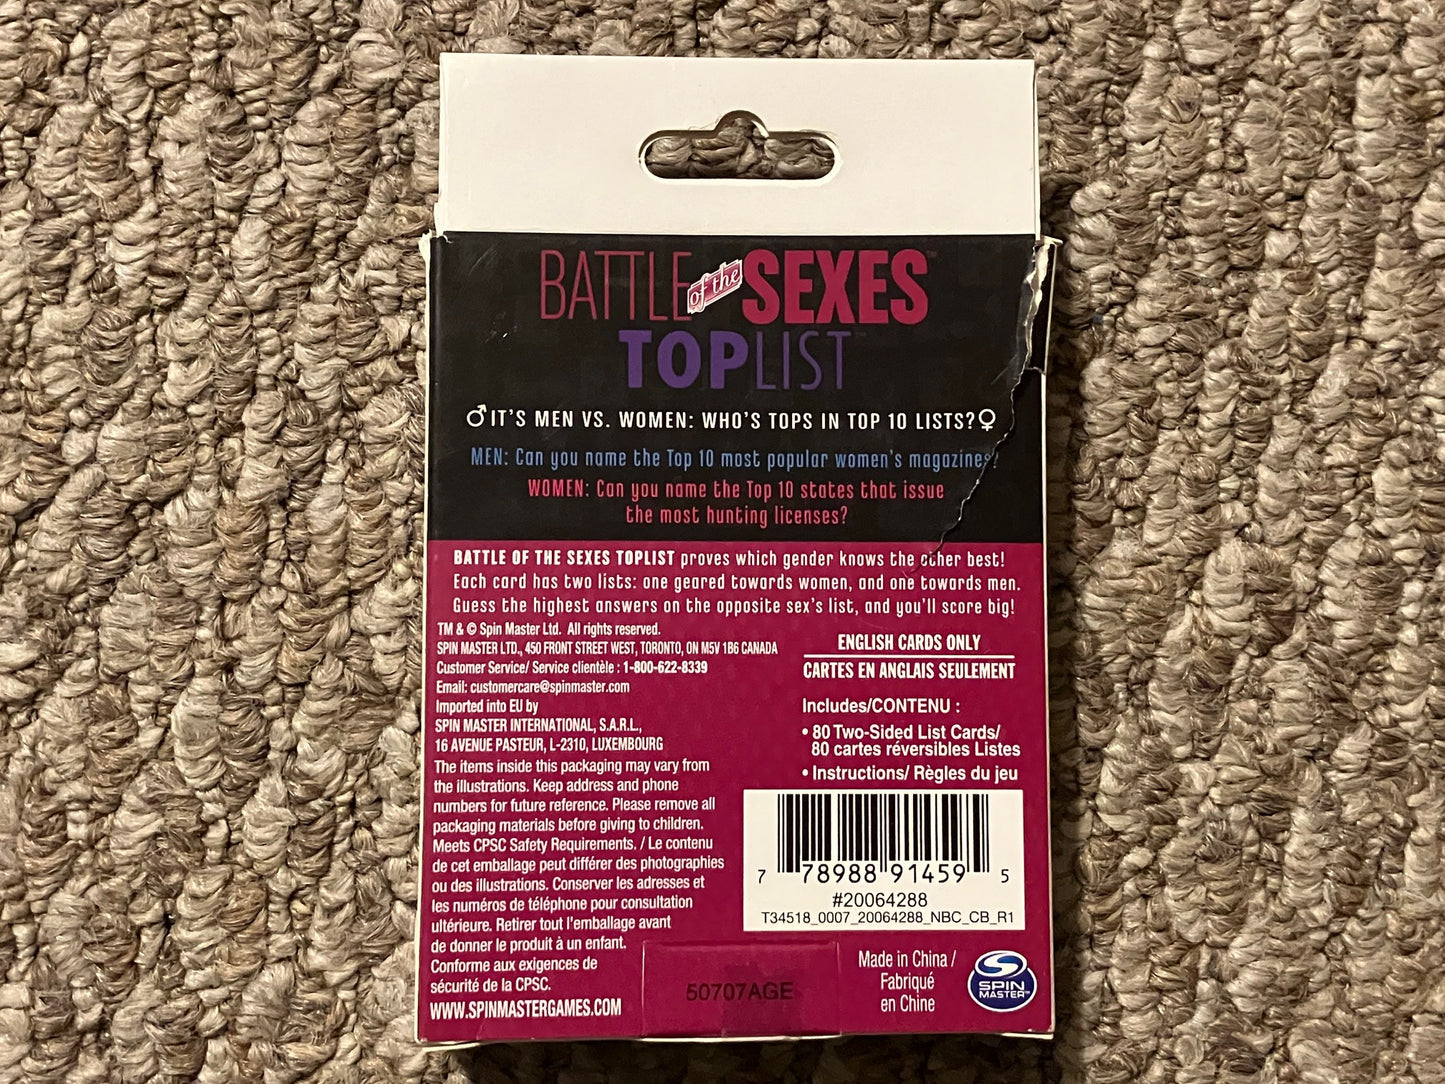 BATTLE of the SEXES™
TOPLIST™
♂IT'S MEN VS. WOMEN: WHO'S TOPS IN TOP 10 LISTS?♀
MEN: Can you name the Top 10 most popular women's magazines?
WOMEN: Can you name the Top 10 states that issue
the most hunting licenses?
BATTLE OF THE SEXES TOPLIST proves which gender knows the other best!
Each card has two lists: one geared towards women, and one towards men.
Guess the highest answers on the opposite sex's list, and you'll score big!
TM & © Spin Master Ltd. All rights reserved.
SPIN MASTER LTD., 450 FRONT STREET WEST, TORONTO, ON M5V 1B6 CANADA
Customer Service/ Service clientèle : 1-800-622-8339
Email: customercare@spinmaster.com
Imported into EU by
SPIN MASTER INTERNATIONAL, S.A.R.L.,
16 AVENUE PASTEUR, L-2310, LUXEMBOURG
The items inside this packaging may vary from
the illustrations. Keep address and phone
numbers for future reference. Please remove all
packaging materials before giving to children.
Meets CPSC Safety Requirements. / Le contenu
de cet emballage peut différer des photographies
ou des illustrations. Conserver les adresses et
les numéros de téléphone pour consultation
ultérieure. Retirer tout l'emballage avant
de donner le produit à un enfant.
Conforme aux exigences de
sécurité de la CPSC.
WWW.SPINMASTERGAMES.COM
ENGLISH CARDS ONLY
CARTES EN ANGLAIS SEULEMENT
Includes/CONTENU :
• 80 Two-Sided List Cards/
80 cartes réversibles Listes
• Instructions/ Règles du jeu
7 78988 91459 5
#20064288
T34518_0007_20064288_NBC_CB_R1
50707AGE
Made in China /
Fabriqué
en Chine
SPIN
MASTER™